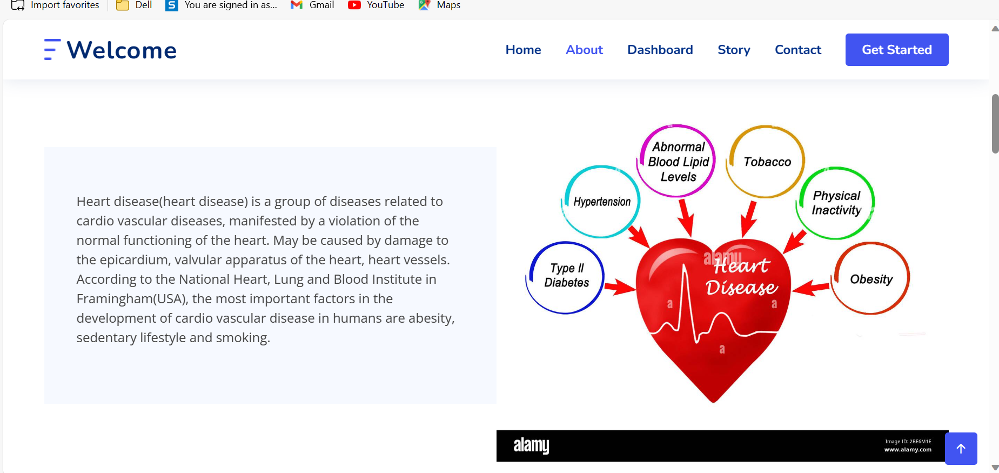 Import favorites Dell S You are signed in as... Gmail YouTube Maps
Welcome Home About Dashboard Story Contact Get Started
Heart disease(heart disease) is a group of diseases related to
cardio vascular diseases, manifested by a violation of the
normal functioning of the heart. May be caused by damage to
the epicardium, valvular apparatus of the heart, heart vessels.
According to the National Heart, Lung and Blood Institute in
Framingham(USA), the most important factors in the
development of cardio vascular disease in humans are abesity,
sedentary lifestyle and smoking.
Type II
Diabetes
Hypertension
Abnormal
Blood Lipid
Levels
Tobacco
Physical
Inactivity
Obesity
alamy
Heart
Disease
a
a
a
alamy
Image ID: 2BE6M1E
www.alamy.com